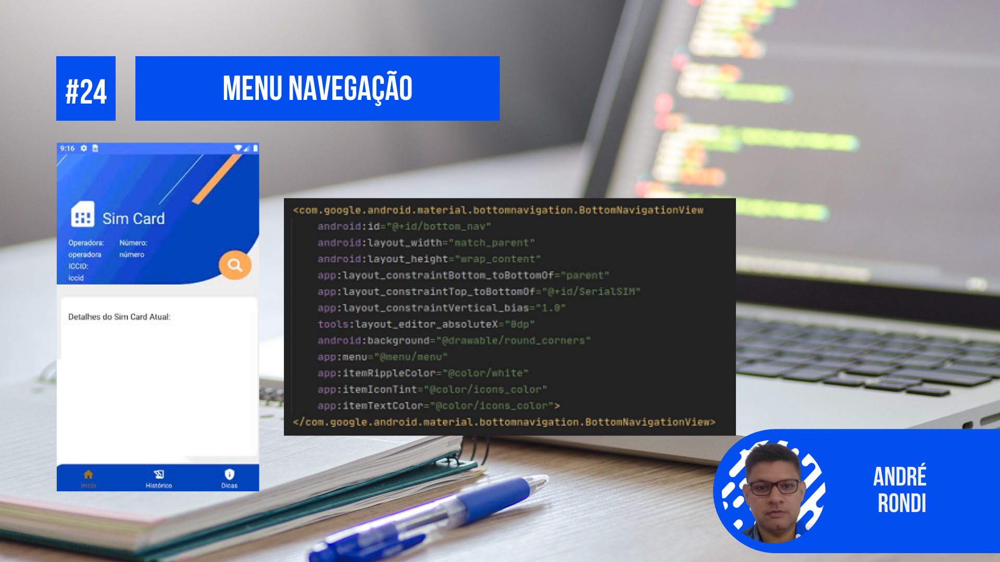 #24
MENU NAVEGAÇÃO
9:16
Sim Card
Operadora: Número:
operadora número
ICCID:
iccid
Detalhes do Sim Card Atual:
Início Histórico Dicas
<com.google.android.material.bottomnavigation.BottomNavigationView
android:id="@+id/bottom_nav"
android:layout_width="match_parent"
android:layout_height="wrap_content"
app:layout_constraintBottom_toBottomOf="parent"
app:layout_constraintTop_toBottomOf="@+id/SerialSIM"
app:layout_constraintVertical_bias="1.0"
tools:layout_editor_absoluteX="0dp"
android:background="@drawable/round_corners"
app:menu="@menu/menu"
app:itemRippleColor="@color/white"
app:itemIconTint="@color/icons_color"
app:itemTextColor="@color/icons_color">
</com.google.android.material.bottomnavigation.BottomNavigationView>
ANDRÉ
RONDI